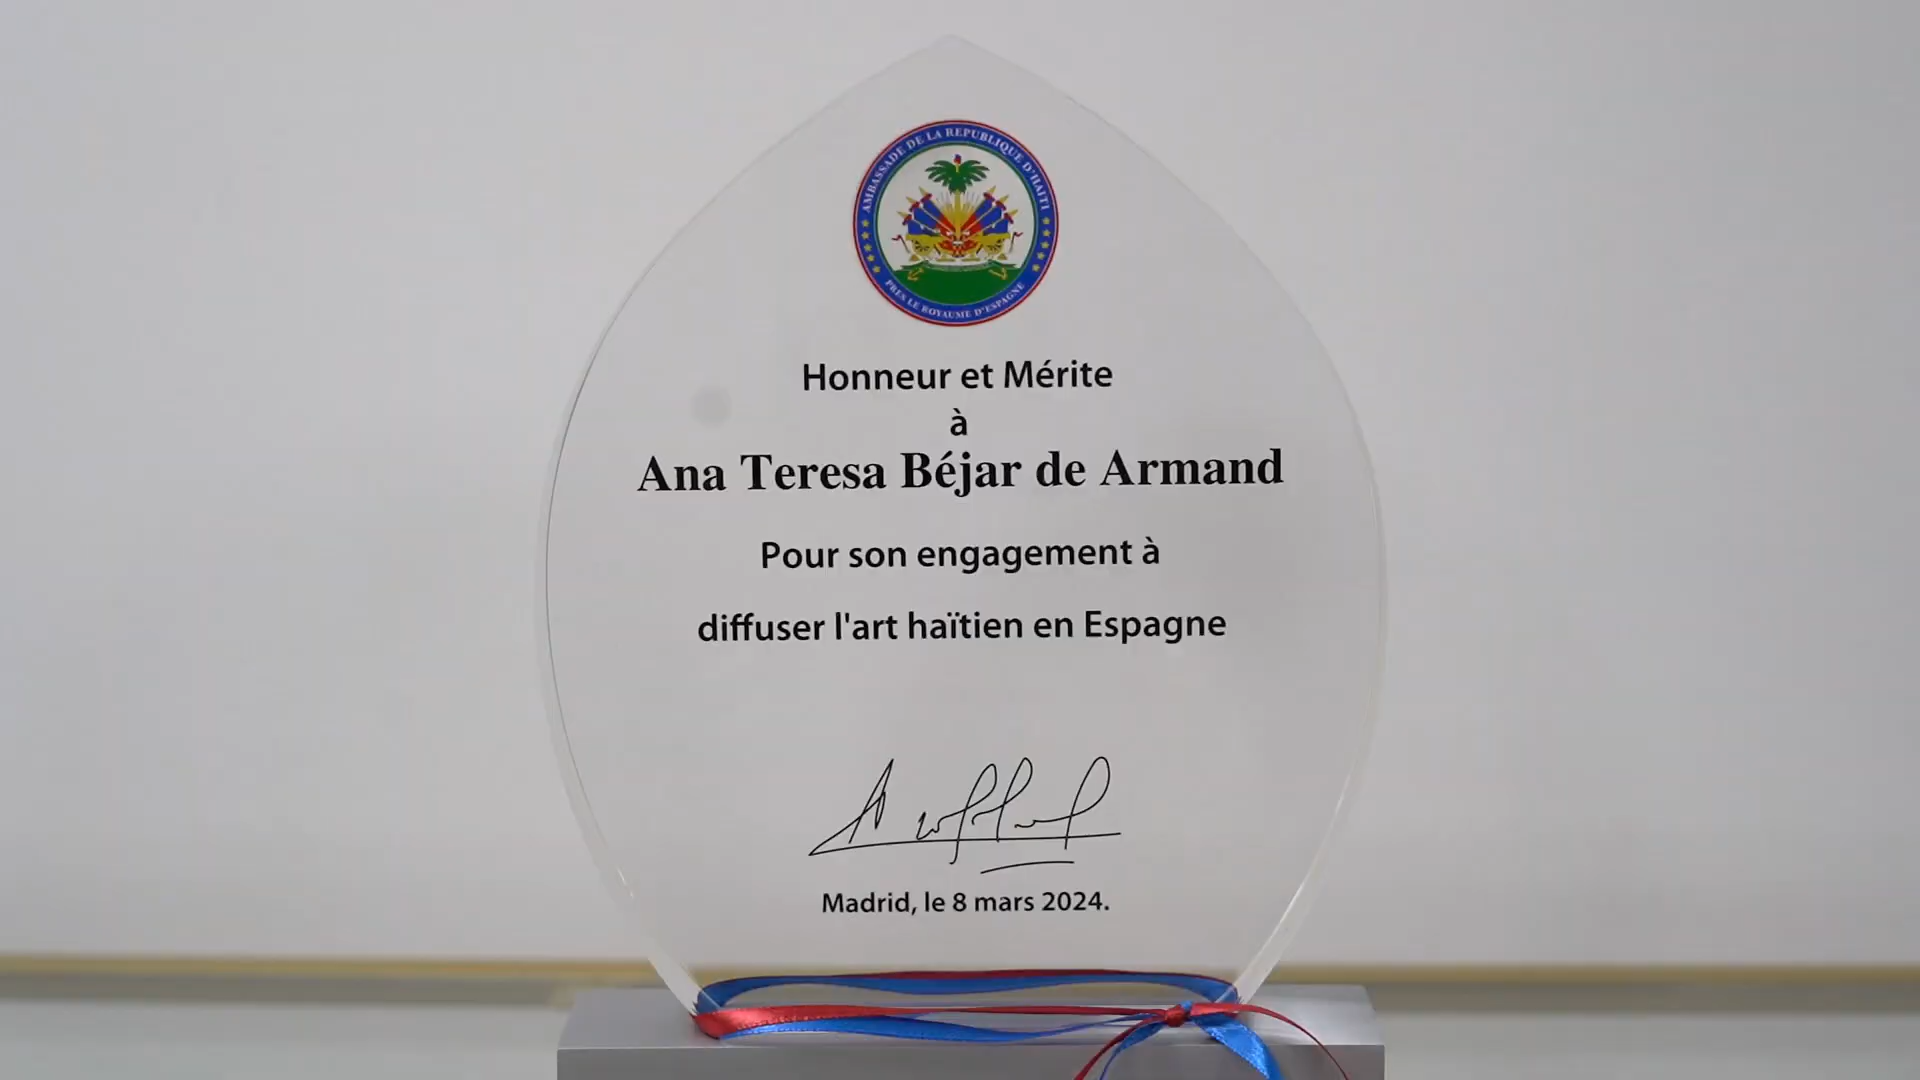 AMBASSADE DE LA REPUBLIQUE D'HAITI
PRES LE ROYAUME D'ESPAGNE
Honneur et Mérite
à
Ana Teresa Béjar de Armand
Pour son engagement à
diffuser l'art haïtien en Espagne
Madrid, le 8 mars 2024.